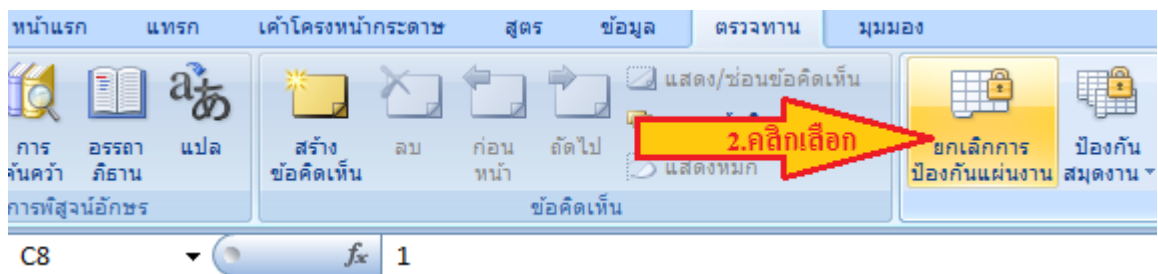 หน้าแรก แทรก เค้าโครงหน้ากระดาษ สูตร ข้อมูล ตรวจทาน มุมมอง
แสดง/ซ่อนข้อคิดเห็น
2.คลิกเลือก
การ อรรถา แปล สร้าง ลบ ก่อน ถัดไป ยกเลิกการ ป้องกัน
ค้นคว้า ภิธาน ข้อคิดเห็น หน้า แสดงหมึก ป้องกันแผ่นงาน สมุดงาน
การพิสูจน์อักษร ข้อคิดเห็น
C8 fx 1